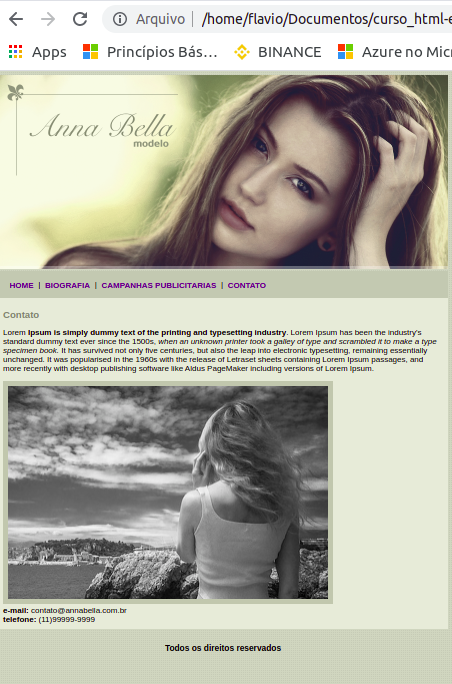 Arquivo | /home/flavio/Documentos/curso_html-
Apps Princípios Bás... BINANCE Azure no Mic
Anna Bella
modelo
HOME | BIOGRAFIA | CAMPANHAS PUBLICITARIAS | CONTATO
Contato
Lorem Ipsum is simply dummy text of the printing and typesetting industry. Lorem Ipsum has been the industry's
standard dummy text ever since the 1500s, when an unknown printer took a galley of type and scrambled it to make a type
specimen book. It has survived not only five centuries, but also the leap into electronic typesetting, remaining essentially
unchanged. It was popularised in the 1960s with the release of Letraset sheets containing Lorem Ipsum passages, and
more recently with desktop publishing software like Aldus PageMaker including versions of Lorem Ipsum.
e-mail: contato@annabella.com.br
telefone: (11)99999-9999
Todos os direitos reservados